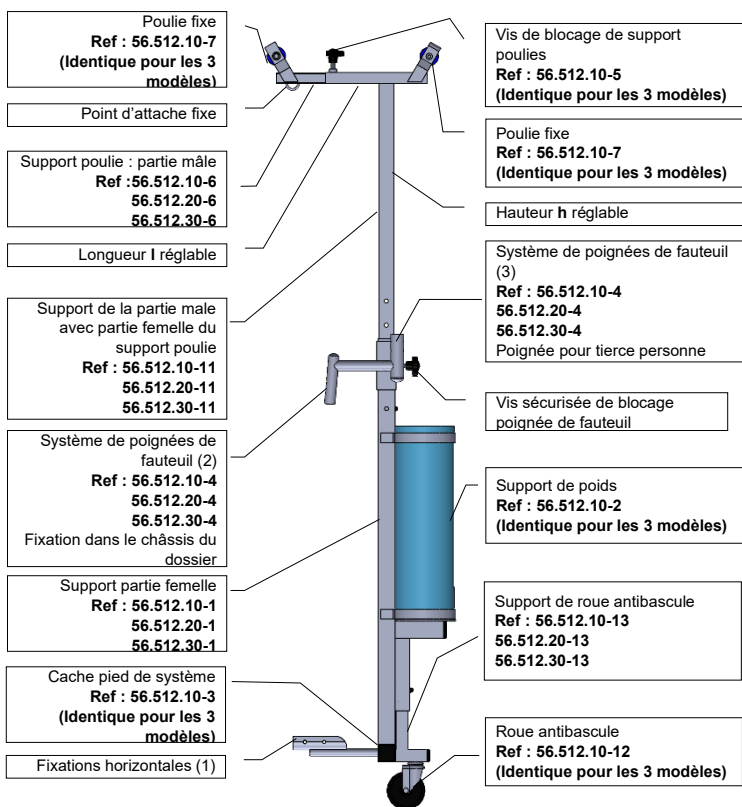 Poulie fixe
Ref : 56.512.10-7
(Identique pour les 3
modèles)
Point d'attache fixe
Support poulie : partie mâle
Ref :56.512.10-6
56.512.20-6
56.512.30-6
Longueur l réglable
Support de la partie male
avec partie femelle du
support poulie
Ref : 56.512.10-11
56.512.20-11
56.512.30-11
Système de poignées de
fauteuil (2)
Ref : 56.512.10-4
56.512.20-4
56.512.30-4
Fixation dans le châssis du
dossier
Support partie femelle
Ref : 56.512.10-1
56.512.20-1
56.512.30-1
Cache pied de système
Ref : 56.512.10-3
(Identique pour les 3
modèles)
Fixations horizontales (1)
Vis de blocage de support
poulies
Ref : 56.512.10-5
(Identique pour les 3 modèles)
Poulie fixe
Ref : 56.512.10-7
(Identique pour les 3 modèles)
Hauteur h réglable
Système de poignées de fauteuil
(3)
Ref : 56.512.10-4
56.512.20-4
56.512.30-4
Poignée pour tierce personne
Vis sécurisée de blocage
poignée de fauteuil
Support de poids
Ref : 56.512.10-2
(Identique pour les 3 modèles)
Support de roue antibascule
Ref : 56.512.10-13
56.512.20-13
56.512.30-13
Roue antibascule
Ref : 56.512.10-12
(Identique pour les 3 modèles)